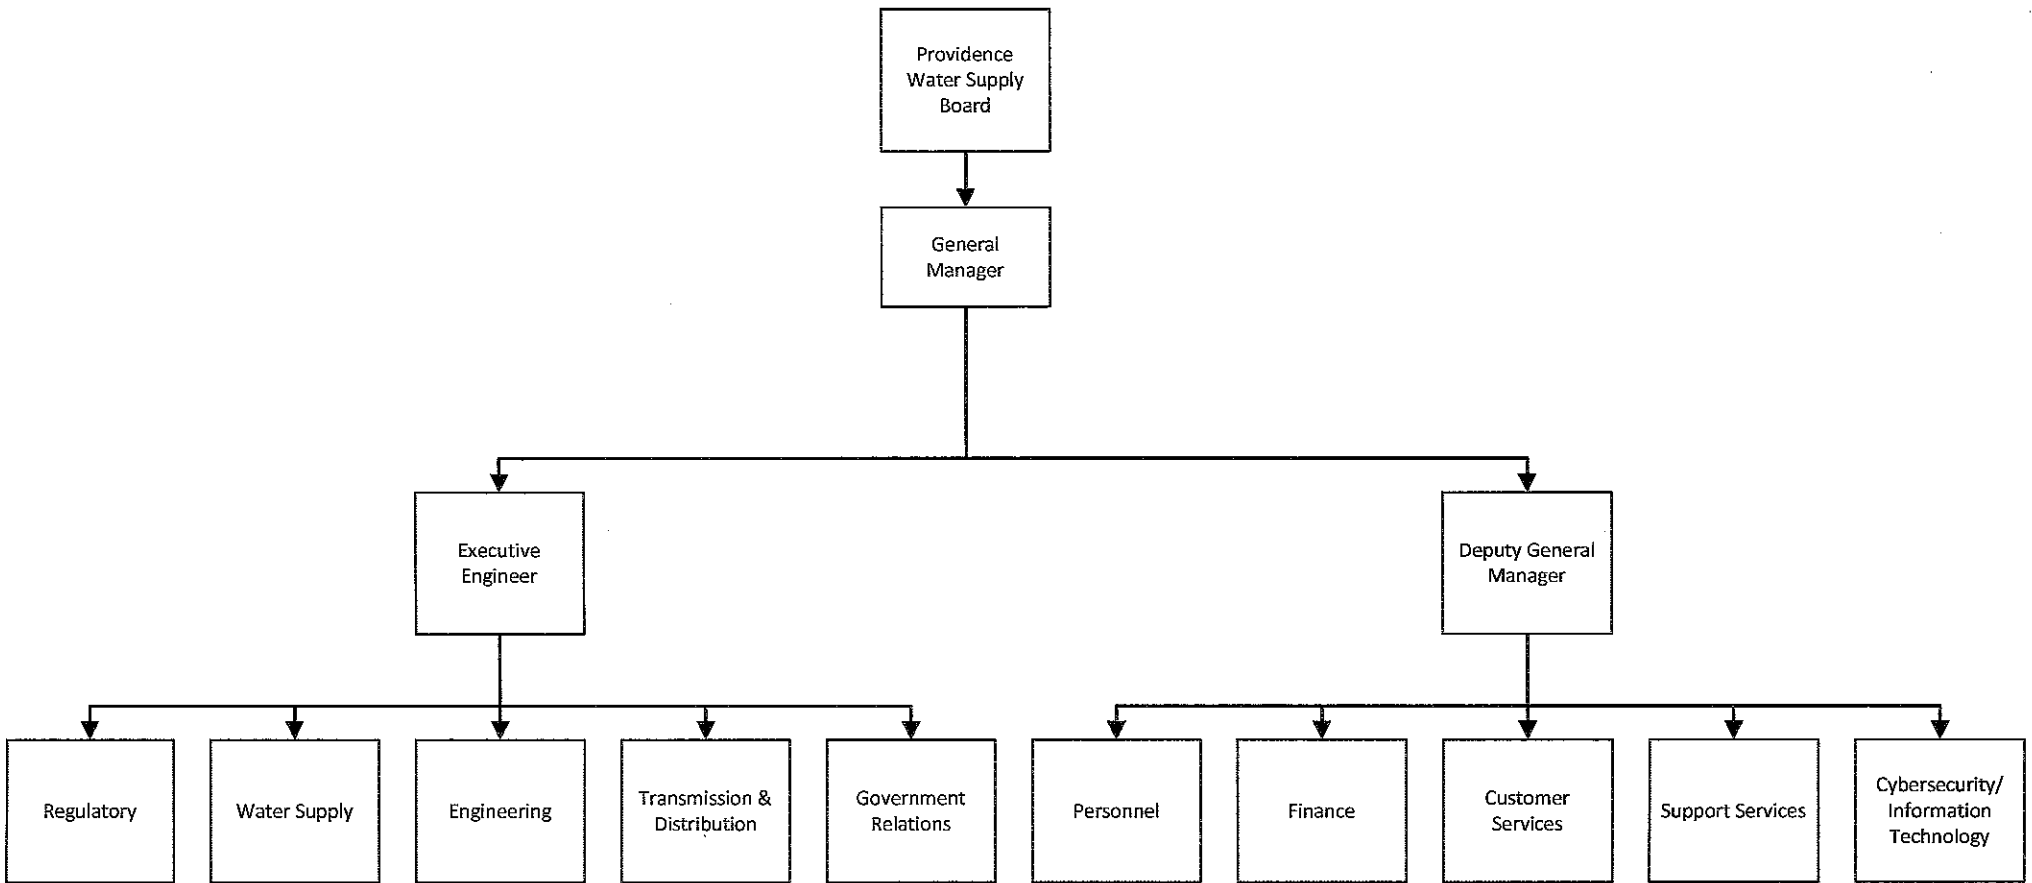 Providence
Water Supply
Board
General
Manager
Executive
Engineer
Deputy General
Manager
Regulatory
Water Supply
Engineering
Transmission &
Distribution
Government
Relations
Personnel
Finance
Customer
Services
Support Services
Cybersecurity/
Information
Technology